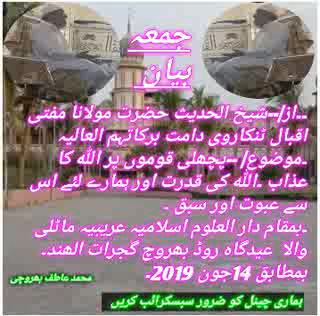 جمعہ
بیان
۔۔از/--شیخ الحدیث حضرت مولانا مفتی
اقبال ٹنکاروی دامت برکاتہم العالیہ
۔موضوع/ --پچھلی قوموں پر اللہ کا
عذاب ۔اللہ کی قدرت اور ہمارے لئے اس
سے عبرت اور سبق ۔
۔بمقام دار العلوم اسلامیہ عربیہ ماٹلی
والا عیدگاہ روڈ بھروچ گجرات الھند۔
بمطابق 14جون 2019۔
محمد عاطف بھروچی
ہماری چینل کو ضرور سبسکرائب کریں